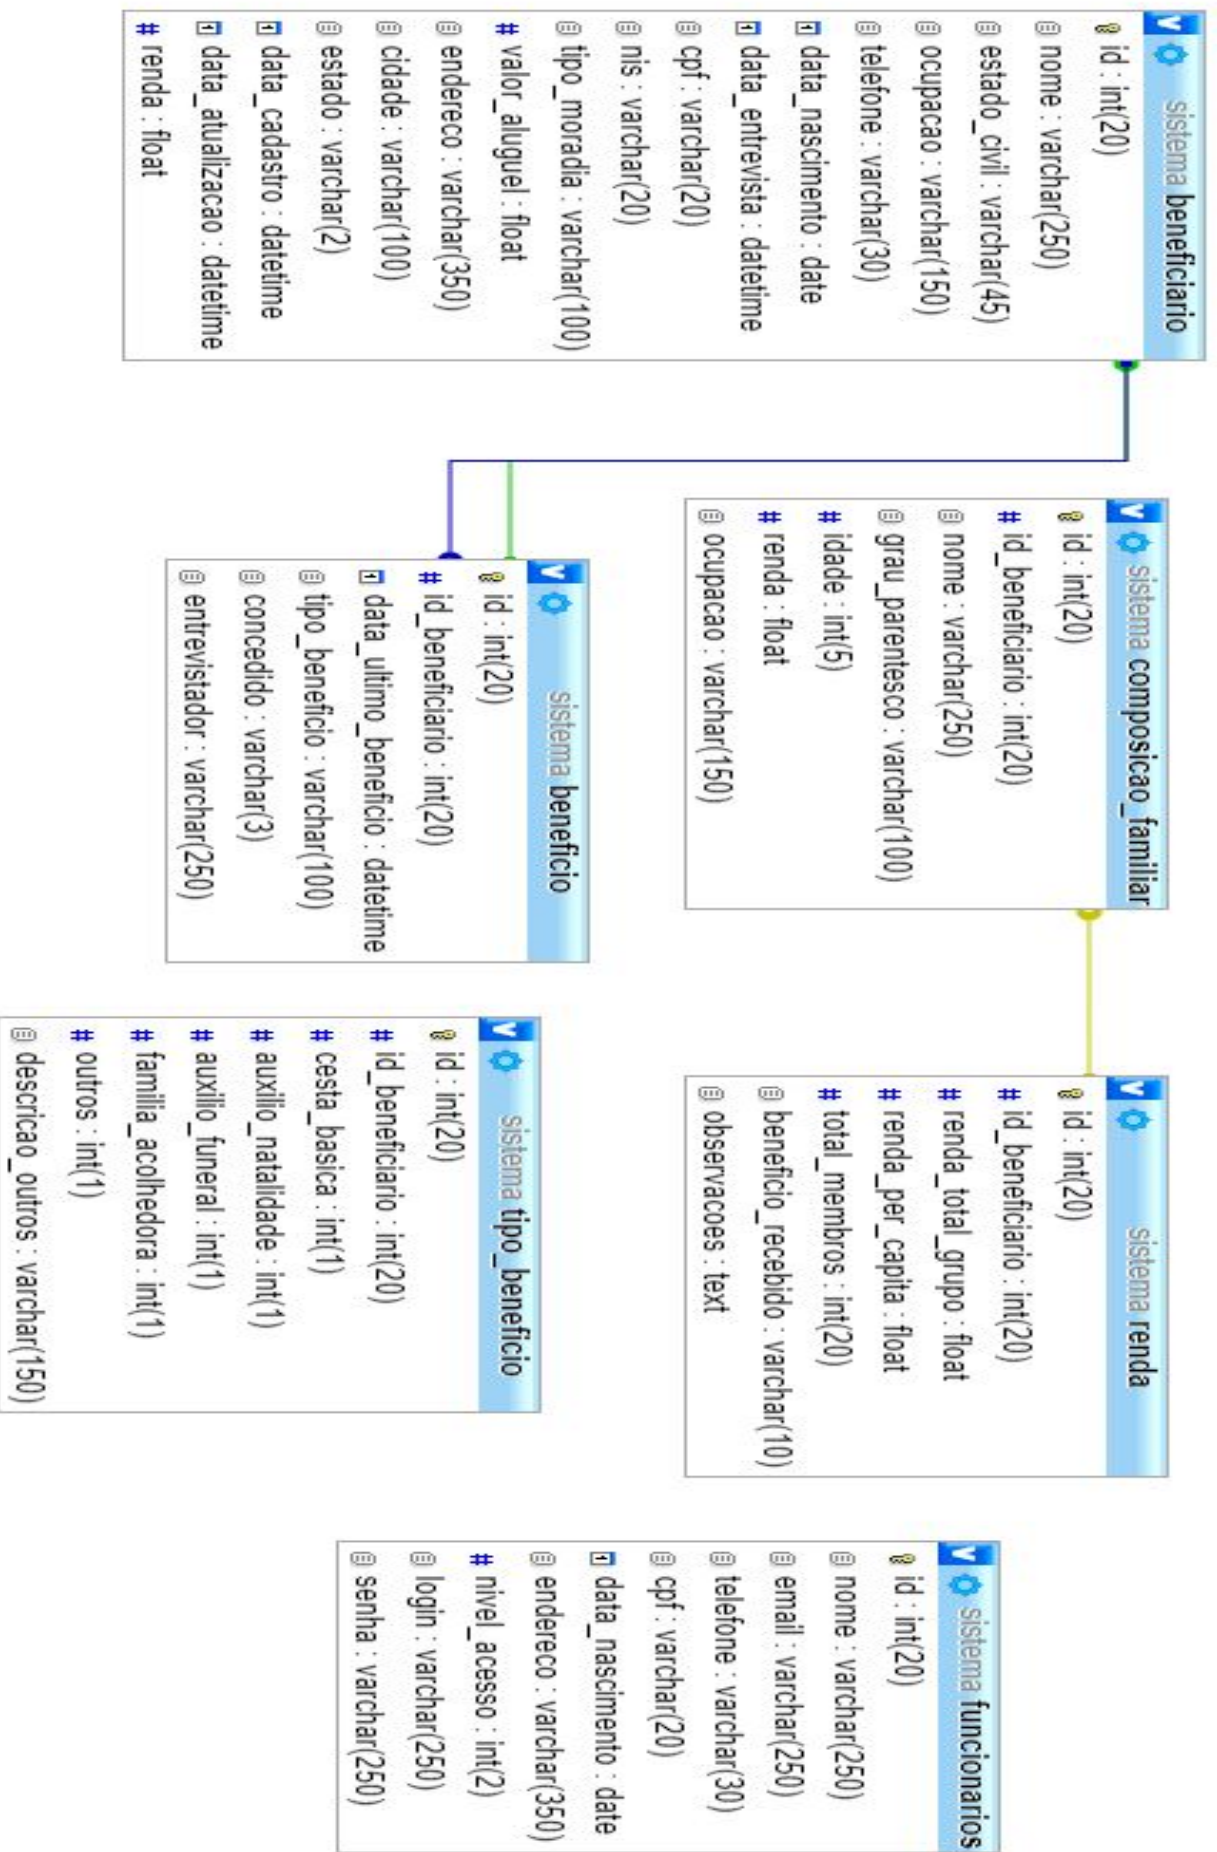 sistema beneficiario
id : int(20)
nome : varchar(250)
estado_civil : varchar(45)
ocupacao : varchar(150)
telefone : varchar(30)
data_nascimento : date
data_entrevista : datetime
cpf : varchar(20)
nis : varchar(20)
tipo_moradia : varchar(100)
# valor_aluguel : float
endereco : varchar(350)
cidade : varchar(100)
estado : varchar(2)
data_cadastro : datetime
data_atualizacao : datetime
# renda : float
sistema composicao_familiar
id : int(20)
# id_beneficiario : int(20)
nome : varchar(250)
grau_parentesco : varchar(100)
# idade : int(5)
# renda : float
ocupacao : varchar(150)
sistema beneficio
id : int(20)
# id_beneficiario : int(20)
data_ultimo_beneficio : datetime
tipo_beneficio : varchar(100)
concedido : varchar(3)
entrevistador : varchar(250)
sistema renda
id : int(20)
# id_beneficiario : int(20)
# renda_total_grupo : float
# renda_per_capita : float
# total_membros : int(20)
beneficio_recebido : varchar(10)
observacoes : text
sistema tipo_beneficio
id : int(20)
# id_beneficiario : int(20)
# cesta_basica : int(1)
# auxilio_natalidade : int(1)
# auxilio_funeral : int(1)
# familia_acolhedora : int(1)
# outros : int(1)
descricao_outros : varchar(150)
sistema funcionarios
id : int(20)
nome : varchar(250)
email : varchar(250)
telefone : varchar(30)
cpf : varchar(20)
data_nascimento : date
endereco : varchar(350)
# nivel_acesso : int(2)
login : varchar(250)
senha : varchar(250)